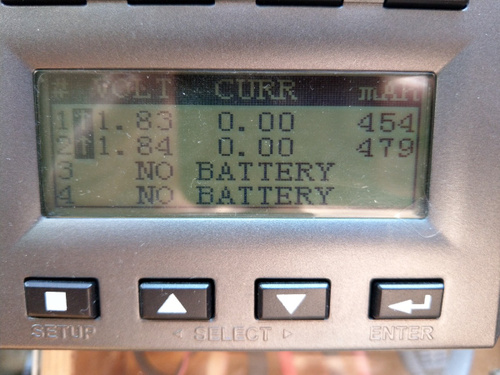 # VOLT CURR mAH
1 ↑ 1.83 0.00 454
2 ↑ 1.84 0.00 479
3 NO BATTERY
4 NO BATTERY
SETUP ◁ SELECT ▷ ENTER